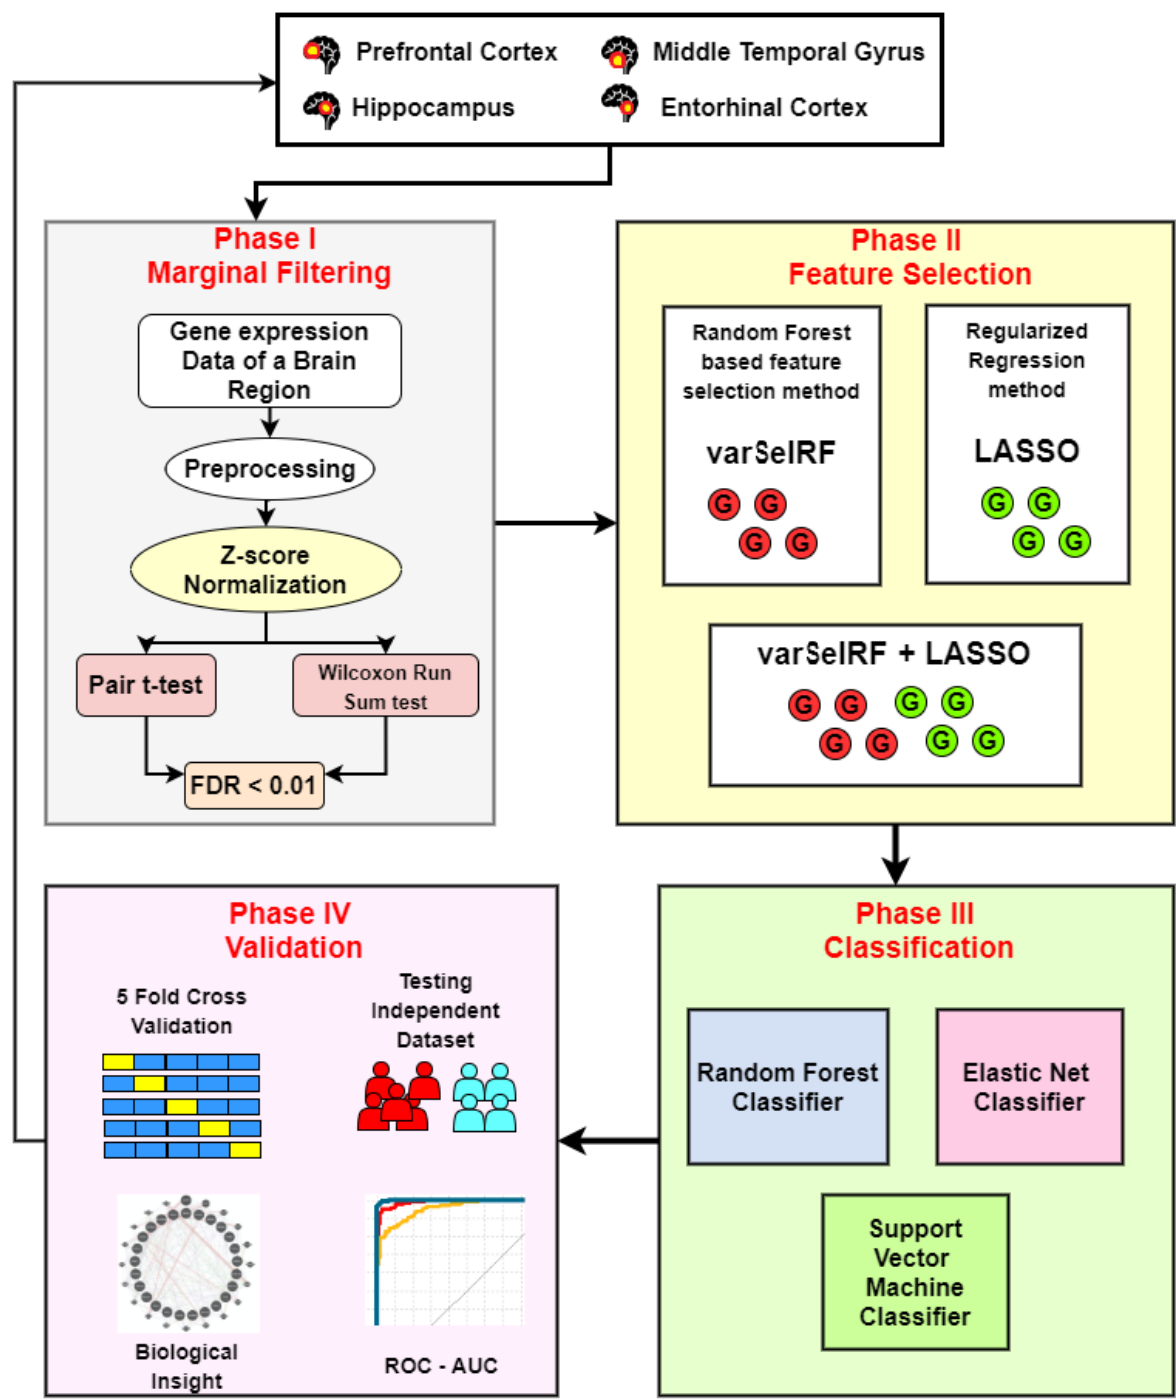 Prefrontal Cortex
Middle Temporal Gyrus
Hippocampus
Entorhinal Cortex
Phase I
Marginal Filtering
Gene expression
Data of a Brain
Region
Preprocessing
Z-score
Normalization
Pair t-test
Wilcoxon Run
Sum test
FDR < 0.01
Phase II
Feature Selection
Random Forest
based feature
selection method
varSelRF
G G
G G
Regularized
Regression
method
LASSO
G G
G G
varSelRF + LASSO
G G G G
G G G G
Phase III
Classification
Random Forest
Classifier
Elastic Net
Classifier
Support
Vector
Machine
Classifier
Phase IV
Validation
5 Fold Cross
Validation
Testing
Independent
Dataset
Biological
Insight
ROC - AUC